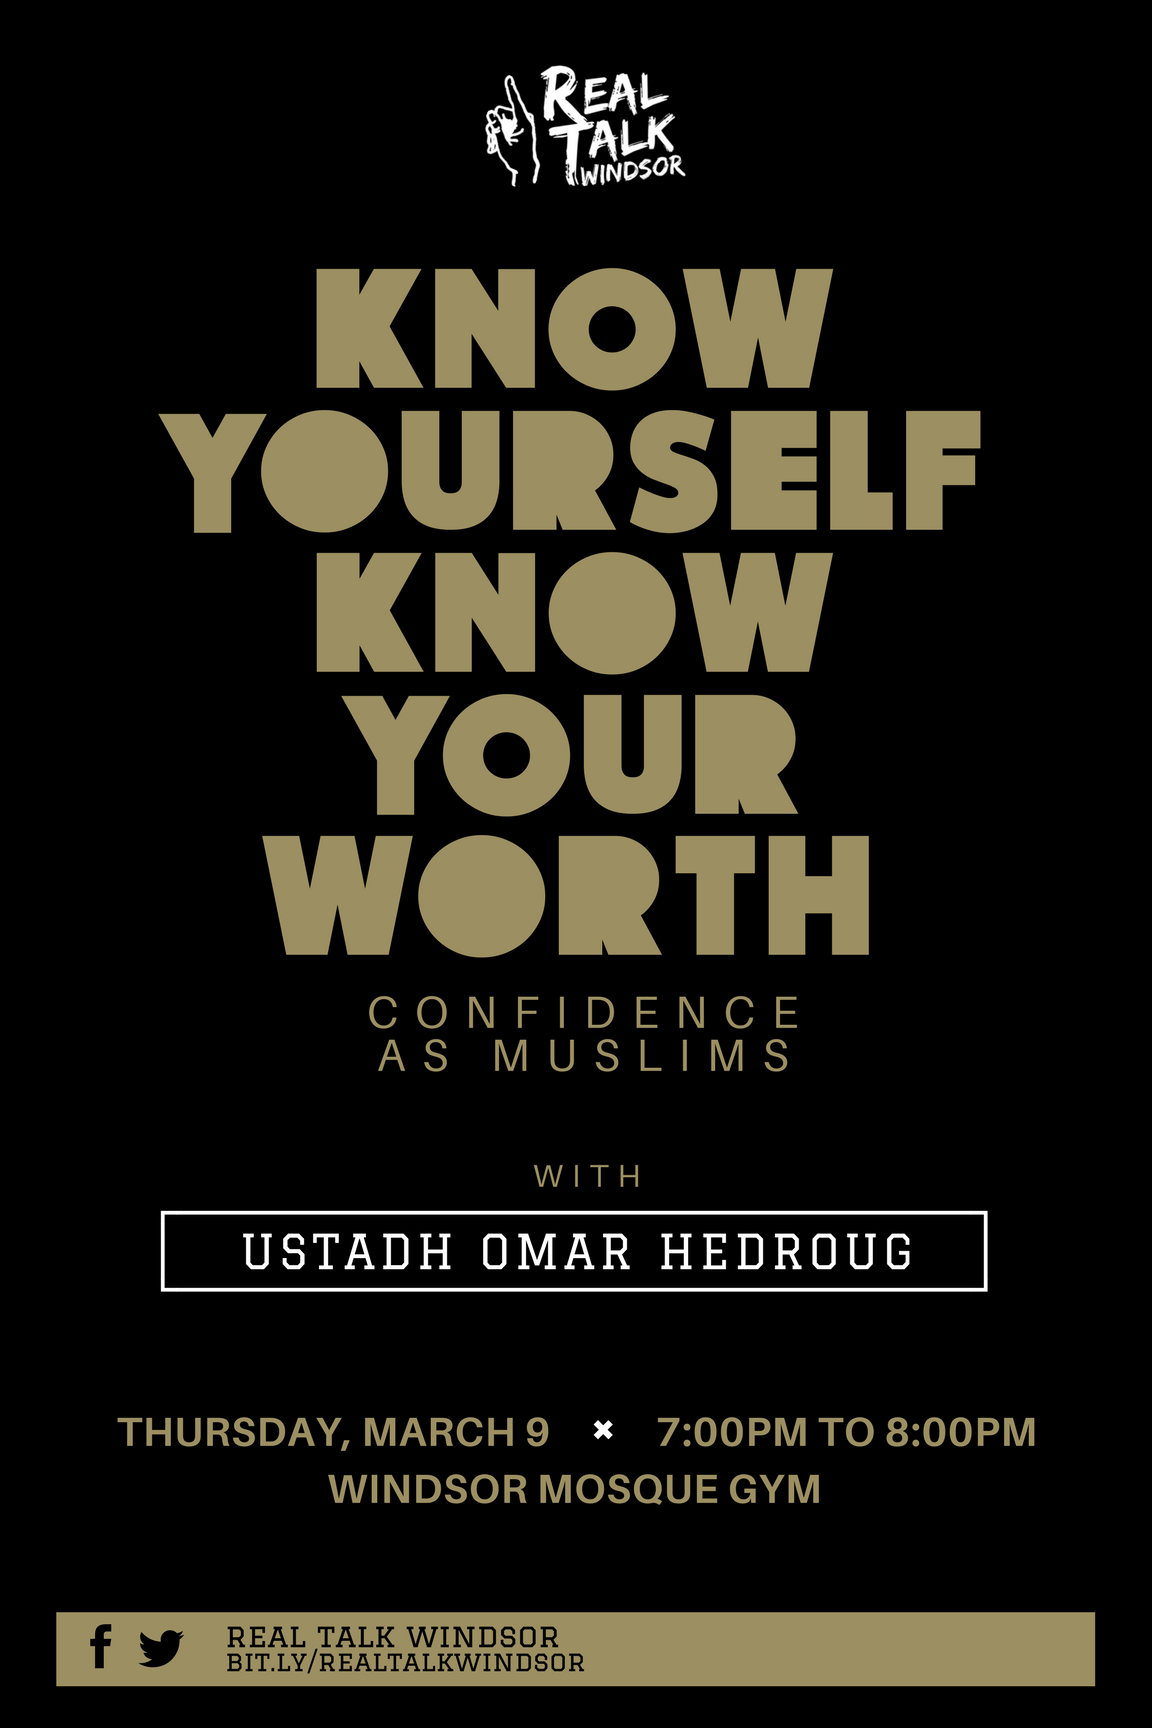 REAL
TALK
WINDSOR
KNOW
YOURSELF
KNOW
YOUR
WORTH
CONFIDENCE
AS MUSLIMS
WITH
USTADH OMAR HEDROUG
THURSDAY, MARCH 9 ✖ 7:00PM TO 8:00PM
WINDSOR MOSQUE GYM
REAL TALK WINDSOR
BIT.LY/REALTALKWINDSOR